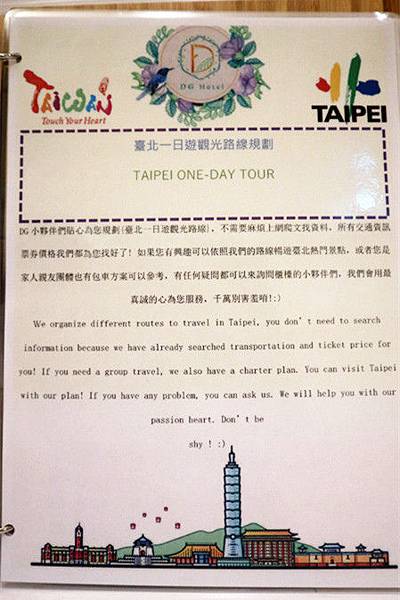 DG Hotel
TAIWAN
Touch Your Heart
TAIPEI
臺北一日遊觀光路線規劃
TAIPEI ONE-DAY TOUR
DG小夥伴們貼心為您規劃{臺北一日遊觀光路線},不需要麻煩上網爬文找資料,所有交通資訊
票券價格我們都為您找好了!如果您有興趣可以依照我們的路線暢遊臺北熱門景點,或者您是
家人親友團體也有包車方案可以參考,有任何疑問都可以來詢問櫃檯的小夥伴們,我們會用最
真誠的心為您服務,千萬別害羞唷!:)
We organize different routes to travel in Taipei, you don't need to search
information because we have already searched transportation and ticket price for
you! If you need a group travel, we also have a charter plan. You can visit Taipei
with our plan! If you have any problem, you can ask us. We will help you with our
passion heart. Don't be
shy ! :)